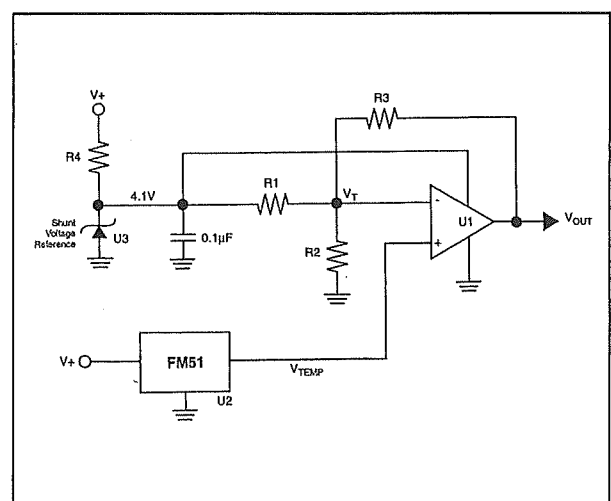 V+
R3
R4
4.1V
R1
VT
Shunt
Voltage
Reference
U3
0.1µF
R2
-
U1
+
VOUT
V+
FM51
VTEMP
U2